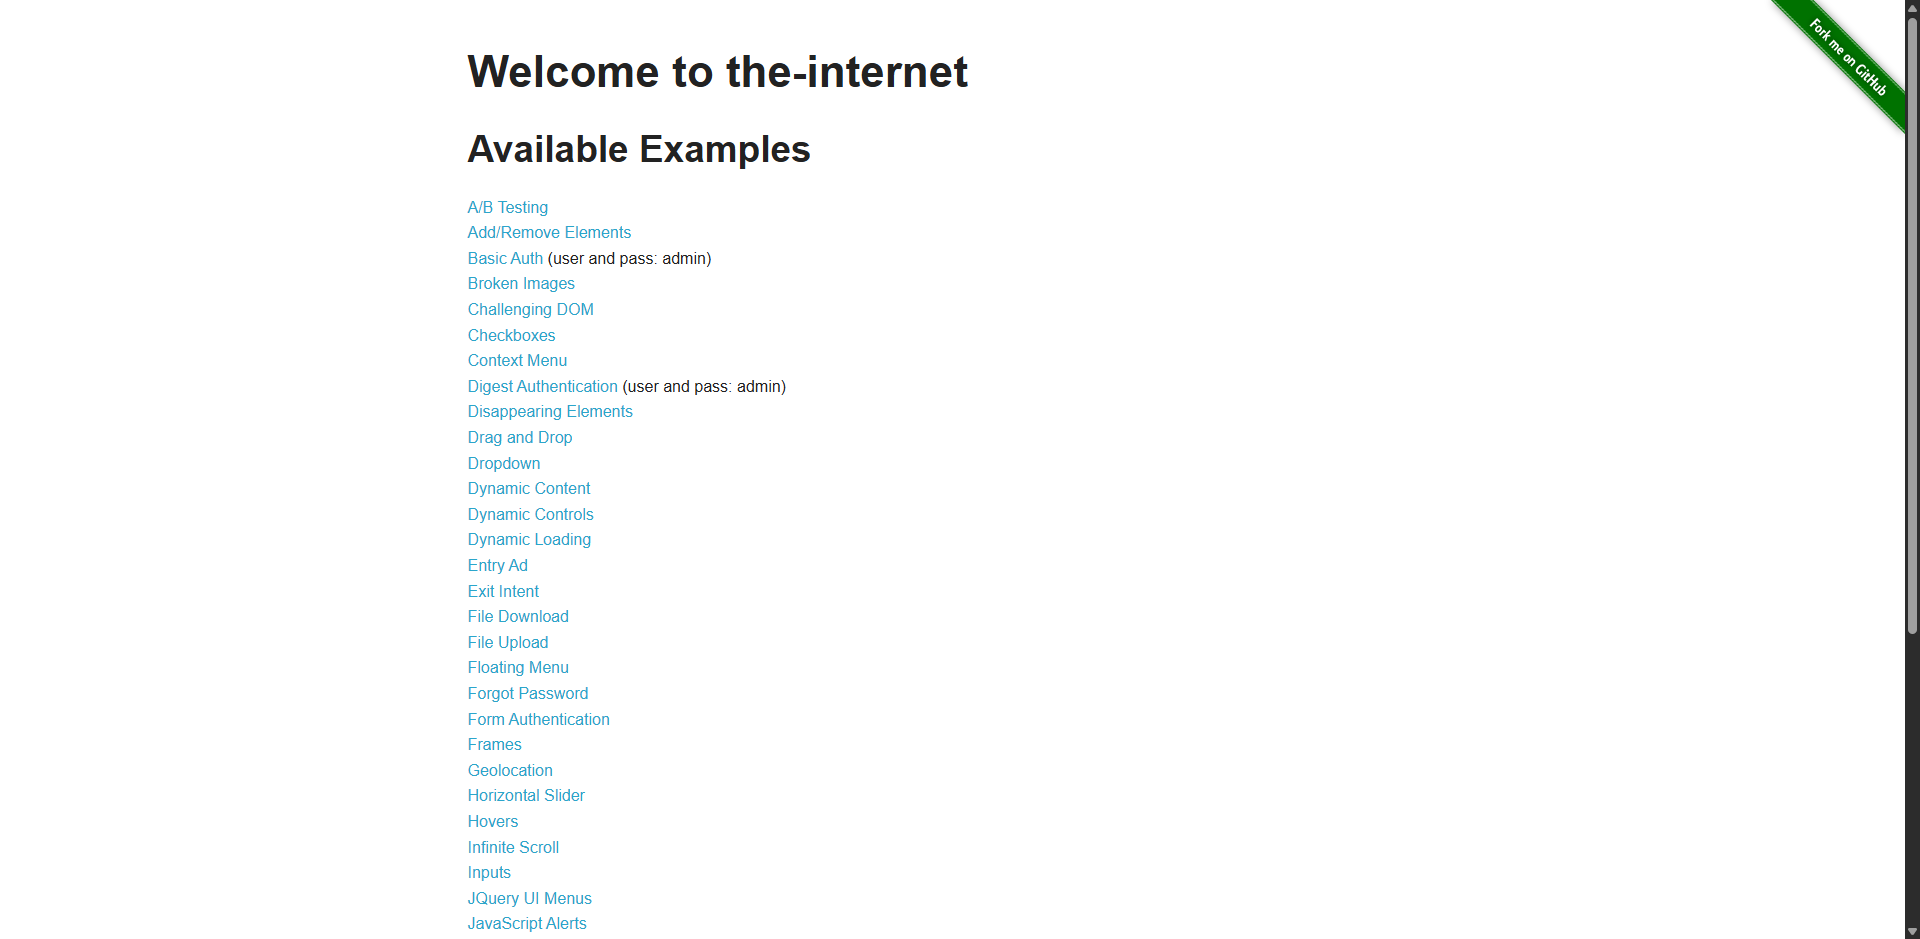 Welcome to the-internet
Fork me on GitHub
Available Examples
A/B Testing
Add/Remove Elements
Basic Auth (user and pass: admin)
Broken Images
Challenging DOM
Checkboxes
Context Menu
Digest Authentication (user and pass: admin)
Disappearing Elements
Drag and Drop
Dropdown
Dynamic Content
Dynamic Controls
Dynamic Loading
Entry Ad
Exit Intent
File Download
File Upload
Floating Menu
Forgot Password
Form Authentication
Frames
Geolocation
Horizontal Slider
Hovers
Infinite Scroll
Inputs
JQuery UI Menus
JavaScript Alerts